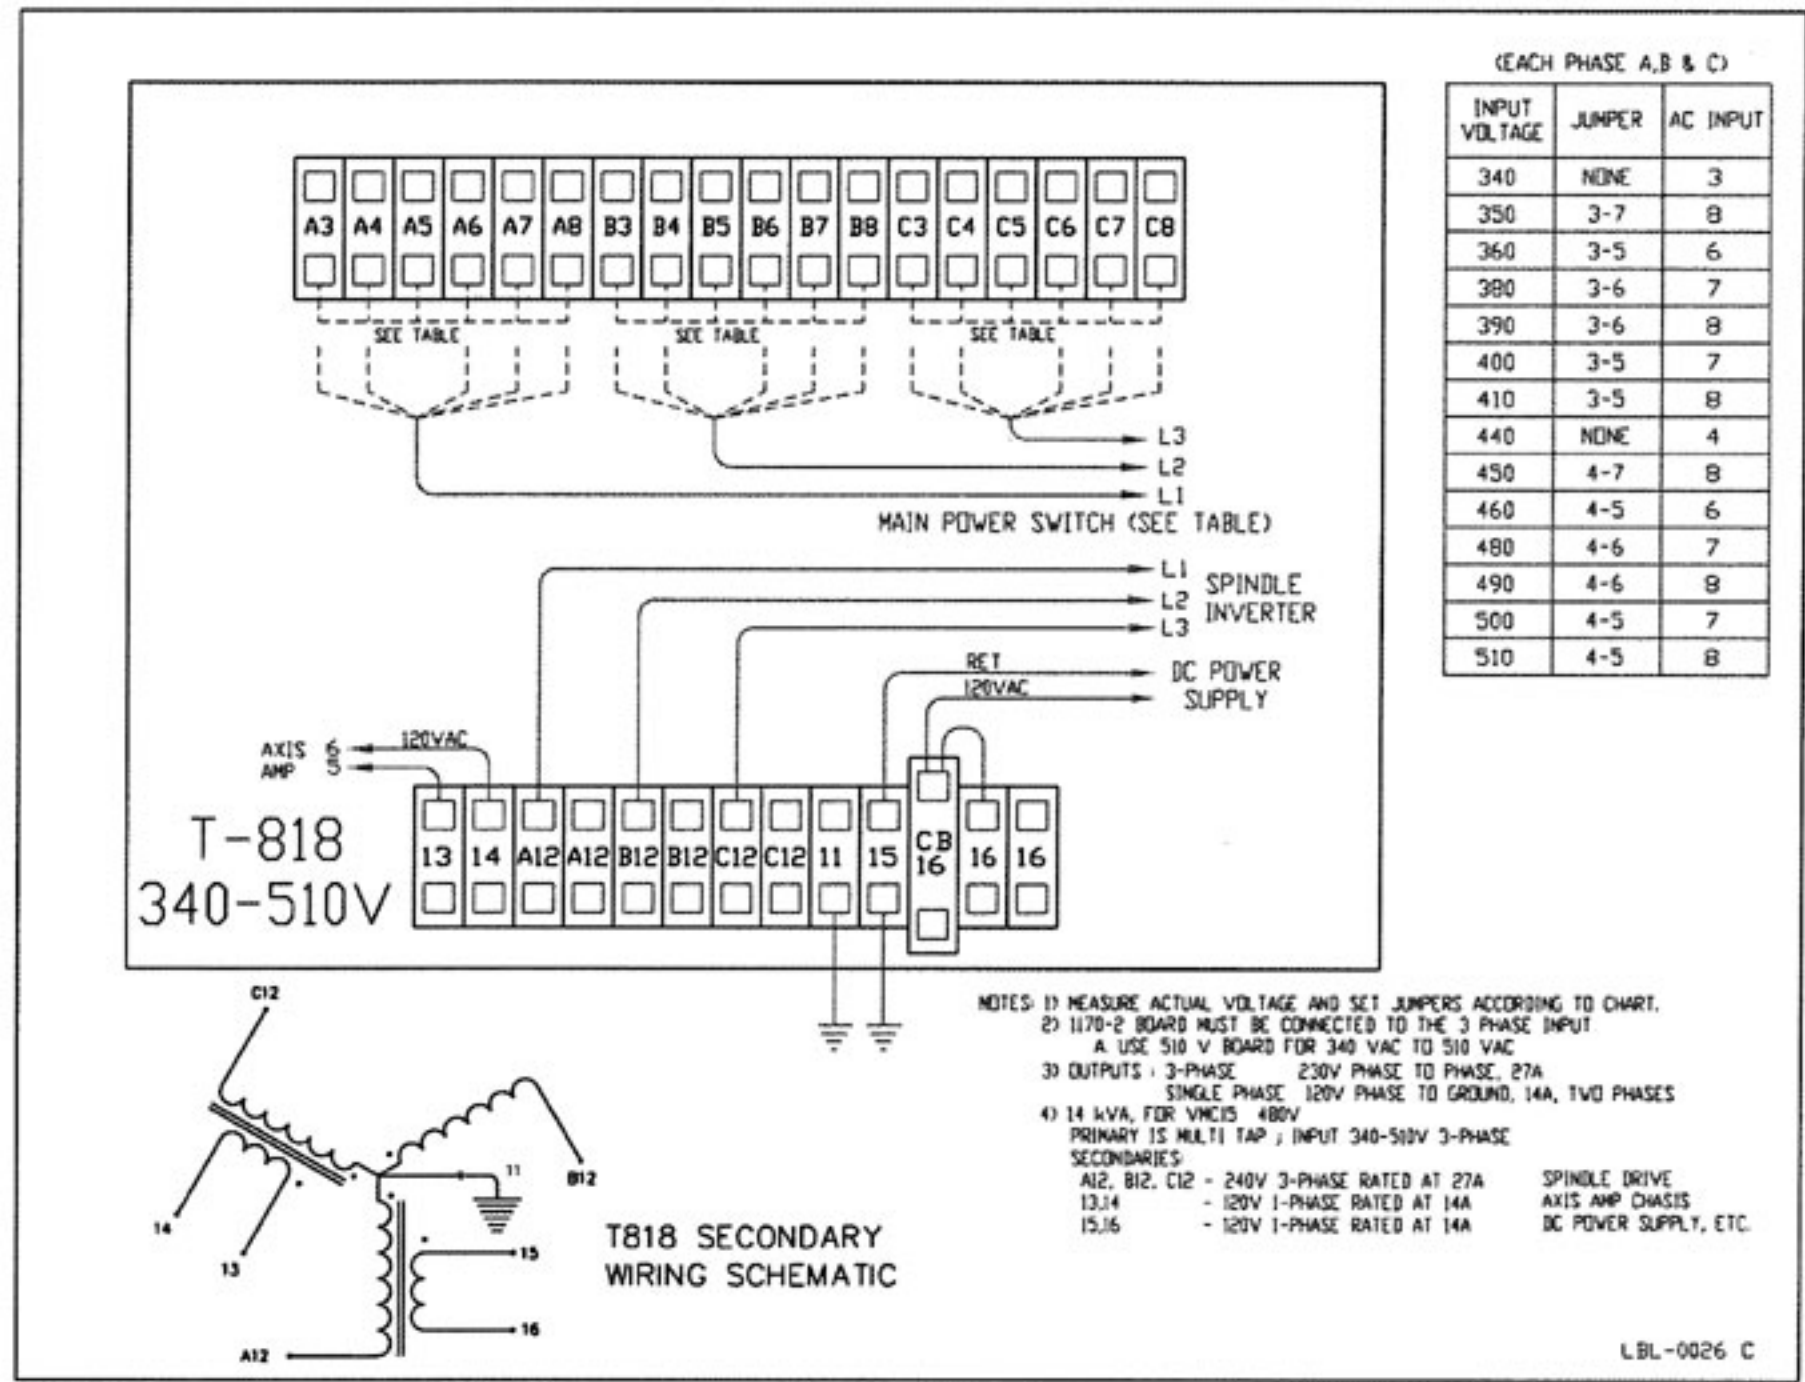 (EACH PHASE A,B & C)
INPUT VOLTAGE JUMPER AC INPUT
340 NONE 3
350 3-7 8
360 3-5 6
380 3-6 7
390 3-6 8
400 3-5 7
410 3-5 8
440 NONE 4
450 4-7 8
460 4-5 6
480 4-6 7
490 4-6 8
500 4-5 7
510 4-5 8
A3 A4 A5 A6 A7 A8 B3 B4 B5 B6 B7 B8 C3 C4 C5 C6 C7 C8
SEE TABLE SEE TABLE SEE TABLE
L3
L2
L1
MAIN POWER SWITCH (SEE TABLE)
L1
L2
L3
SPINDLE
INVERTER
RET
120VAC
DC POWER
SUPPLY
AXIS 6 120VAC
AMP 5
T-818
340-510V
13 14 A12 A12 B12 B12 C12 C12 11 15 CB 16 16 16
NOTES: 1) MEASURE ACTUAL VOLTAGE AND SET JUMPERS ACCORDING TO CHART.
2) 1170-2 BOARD MUST BE CONNECTED TO THE 3 PHASE INPUT
A. USE 510 V BOARD FOR 340 VAC TO 510 VAC
3) OUTPUTS : 3-PHASE 230V PHASE TO PHASE, 27A
SINGLE PHASE 120V PHASE TO GROUND, 14A, TWO PHASES
4) 14 kVA, FOR VMC15 480V
PRIMARY IS MULTI TAP ; INPUT 340-510V 3-PHASE
SECONDARIES:
A12, B12, C12 - 240V 3-PHASE RATED AT 27A SPINDLE DRIVE
13,14 - 120V 1-PHASE RATED AT 14A AXIS AMP CHASIS
15,16 - 120V 1-PHASE RATED AT 14A DC POWER SUPPLY, ETC.
C12
14
13
11
B12
15
16
A12
T818 SECONDARY
WIRING SCHEMATIC
LBL-0026 C